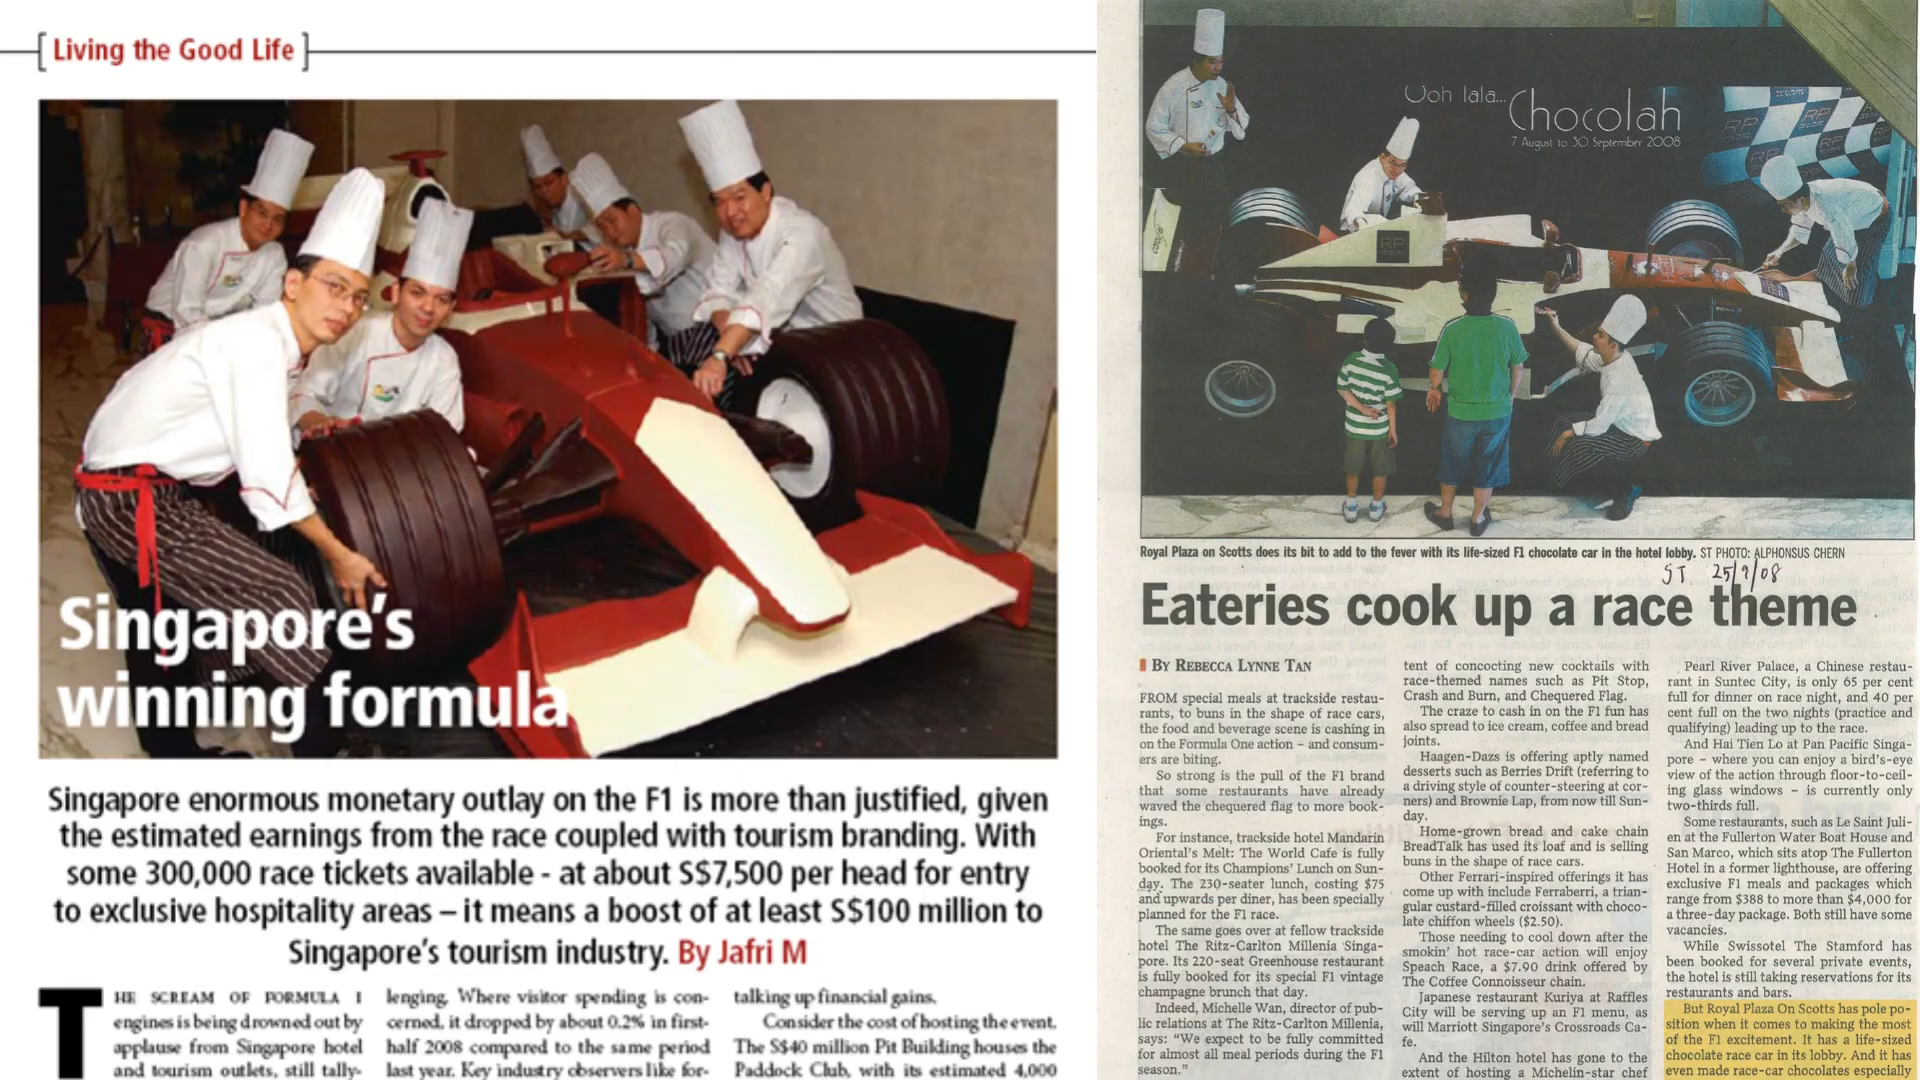 [ Living the Good Life ]
Singapore's
winning formula
Singapore enormous monetary outlay on the F1 is more than justified, given
the estimated earnings from the race coupled with tourism branding. With
some 300,000 race tickets available - at about S$7,500 per head for entry
to exclusive hospitality areas – it means a boost of at least S$100 million to
Singapore's tourism industry. By Jafri M
THE SCREAM OF FORMULA 1
engines is being drowned out by
applause from Singapore hotel
and tourism outlets, still tally-
lenging. Where visitor spending is con-
cerned, it dropped by about 0.2% in first-
half 2008 compared to the same period
last year. Key industry observers like for-
talking up financial gains.
Consider the cost of hosting the event.
The S$40 million Pit Building houses the
Paddock Club, with its estimated 4,000
Ooh lala... Chocolah
7 August to 30 September 2008
RP
RP
RP
Royal Plaza on Scotts does its bit to add to the fever with its life-sized F1 chocolate car in the hotel lobby. ST PHOTO: ALPHONSUS CHERN
ST 25/9/08
Eateries cook up a race theme
BY REBECCA LYNNE TAN
FROM special meals at trackside restau-
rants, to buns in the shape of race cars,
the food and beverage scene is cashing in
on the Formula One action – and consum-
ers are biting.
So strong is the pull of the F1 brand
that some restaurants have already
waved the chequered flag to more book-
ings.
For instance, trackside hotel Mandarin
Oriental's Melt: The World Cafe is fully
booked for its Champions' Lunch on Sun-
day. The 230-seater lunch, costing $75
and upwards per diner, has been specially
planned for the F1 race.
The same goes over at fellow trackside
hotel The Ritz-Carlton Millenia Singa-
pore. Its 220-seat Greenhouse restaurant
is fully booked for its special F1 vintage
champagne brunch that day.
Indeed, Michelle Wan, director of pub-
lic relations at The Ritz-Carlton Millenia,
says: "We expect to be fully committed
for almost all meal periods during the F1
season."
tent of concocting new cocktails with
race-themed names such as Pit Stop,
Crash and Burn, and Chequered Flag.
The craze to cash in on the F1 fun has
also spread to ice cream, coffee and bread
joints.
Haagen-Dazs is offering aptly named
desserts such as Berries Drift (referring to
a driving style of counter-steering at cor-
ners) and Brownie Lap, from now till Sun-
day.
Home-grown bread and cake chain
BreadTalk has used its loaf and is selling
buns in the shape of race cars.
Other Ferrari-inspired offerings it has
come up with include Ferraberri, a trian-
gular custard-filled croissant with choco-
late chiffon wheels ($2.50).
Those needing to cool down after the
smokin' hot race-car action will enjoy
Speach Race, a $7.90 drink offered by
The Coffee Connoisseur chain.
Japanese restaurant Kuriya at Raffles
City will be serving up an F1 menu, as
will Marriott Singapore's Crossroads Ca-
fe.
And the Hilton hotel has gone to the
extent of hosting a Michelin-star chef
Pearl River Palace, a Chinese restau-
rant in Suntec City, is only 65 per cent
full for dinner on race night, and 40 per
cent full on the two nights (practice and
qualifying) leading up to the race.
And Hai Tien Lo at Pan Pacific Singa-
pore – where you can enjoy a bird's-eye
view of the action through floor-to-ceil-
ing glass windows – is currently only
two-thirds full.
Some restaurants, such as Le Saint Juli-
en at the Fullerton Water Boat House and
San Marco, which sits atop The Fullerton
Hotel in a former lighthouse, are offering
exclusive F1 meals and packages which
range from $388 to more than $4,000 for
a three-day package. Both still have some
vacancies.
While Swissotel The Stamford has
been booked for several private events,
the hotel is still taking reservations for its
restaurants and bars.
But Royal Plaza On Scotts has pole po-
sition when it comes to making the most
of the F1 excitement. It has a life-sized
chocolate race car in its lobby. And it has
even made race-car chocolates especially